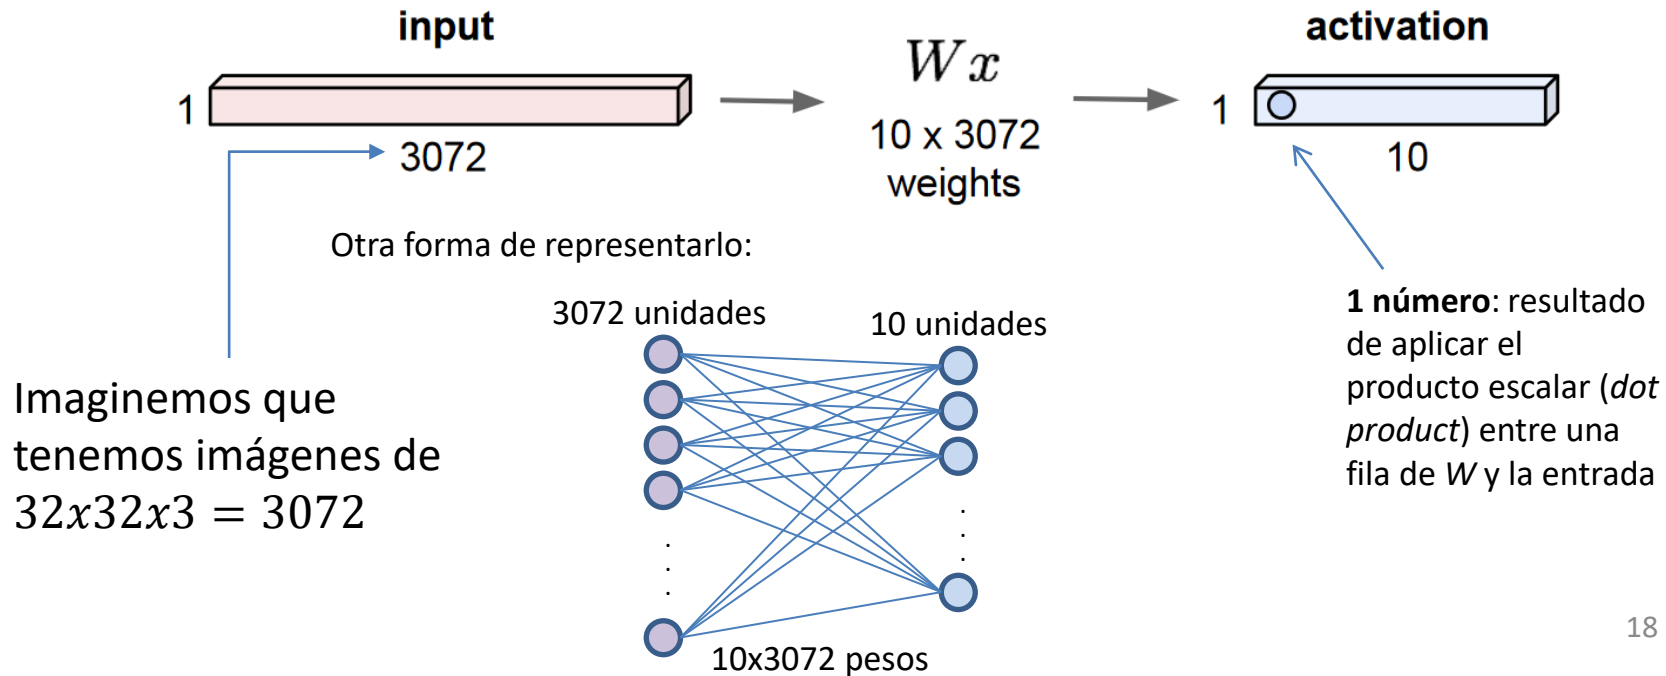 input
activation
1
3072
Wx
10 x 3072
weights
1
10
Otra forma de representarlo:
3072 unidades
10 unidades
Imaginemos que
tenemos imágenes de
32x32x3 = 3072
1 número: resultado
de aplicar el
producto escalar (dot
product) entre una
fila de W y la entrada
10x3072 pesos
18